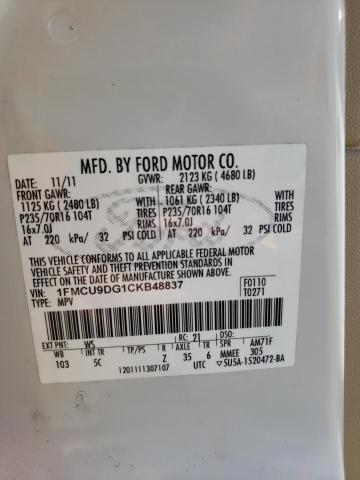 MFD. BY FORD MOTOR CO.
11/11 GVWR: 2123 KG (4680 LB)
FRONT GAWR: REAR GAWR:
1125 KG (2480 LB) WITH 1061 KG (2340 LB) WITH
P235/70R16 104T TIRES P235/70R16 104T TIRES
16x7.0J RIMS 16x7.0J RIMS
AT 220 kPa/ 32 PSI COLD AT 220 kPa/ 32 PSI COLD
THIS VEHICLE CONFORMS TO ALL APPLICABLE FEDERAL MOTOR
VEHICLE SAFETY AND THEFT PREVENTION STANDARDS IN
EFFECT ON THE DATE OF MANUFACTURE SHOWN ABOVE.
VIN: 1FMCU9DG1CKB48837 F0110
TYPE: MPV T0271
EXT PNT: WS RC: 21 DSO:
WB INT TR TP/PS R AXLE TR SPR AM71F
103 5C Z 35 6 MMEE 305
1201111307107 UTC 5U5A-1520472-BA